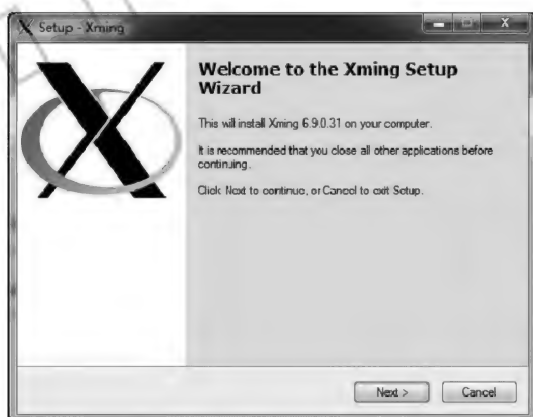 Setup - Xming
Welcome to the Xming Setup
Wizard
This will install Xming 6.9.0.31 on your computer.
It is recommended that you close all other applications before
continuing.
Click Next to continue, or Cancel to exit Setup.
Next >
Cancel